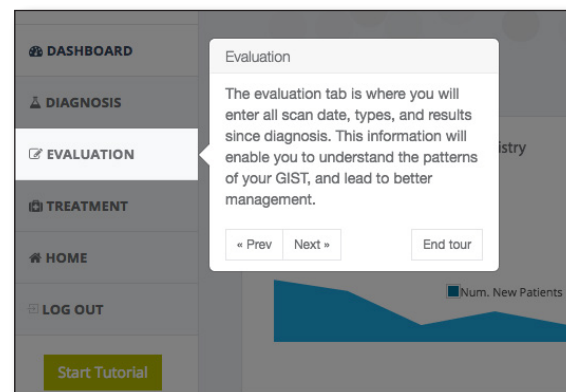 DASHBOARD
DIAGNOSIS
EVALUATION
TREATMENT
HOME
LOG OUT
Start Tutorial
Evaluation
The evaluation tab is where you will
enter all scan date, types, and results
since diagnosis. This information will
enable you to understand the patterns
of your GIST, and lead to better
management.
« Prev Next » End tour
istry
Num. New Patients